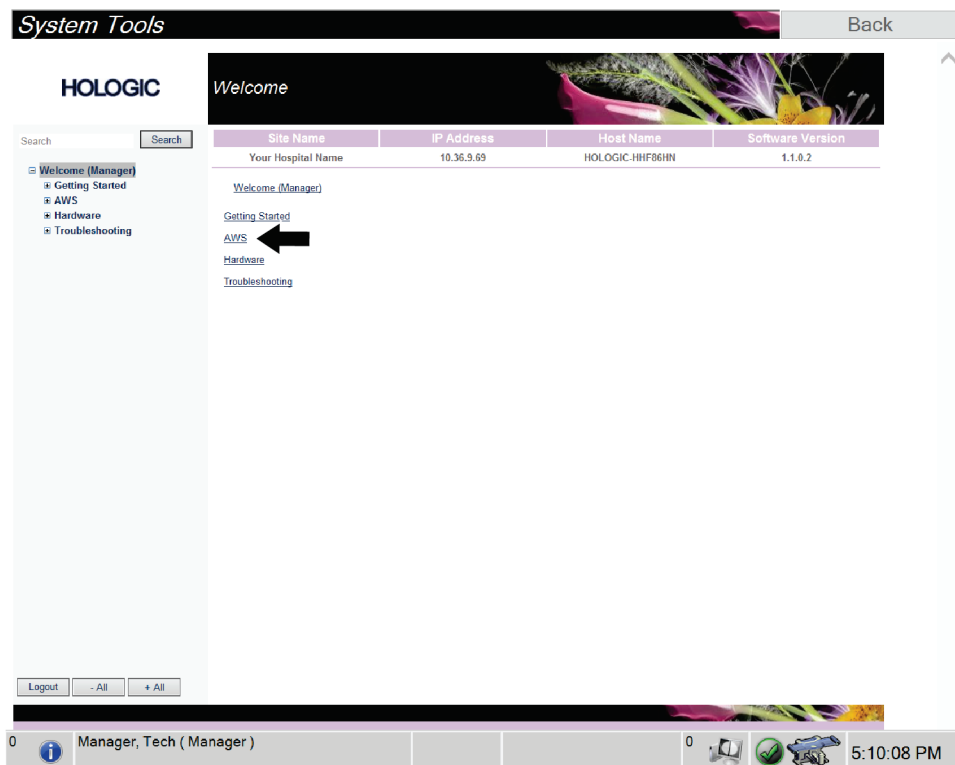 System Tools
Back
HOLOGIC
Welcome
Search Search
Welcome (Manager)
Getting Started
AWS
Hardware
Troubleshooting
Site Name IP Address Host Name Software Version
Your Hospital Name 10.36.9.69 HOLOGIC-HHF86HN 1.1.0.2
Welcome (Manager)
Getting Started
AWS
Hardware
Troubleshooting
Logout - All + All
0 Manager, Tech ( Manager ) 0 5:10:08 PM